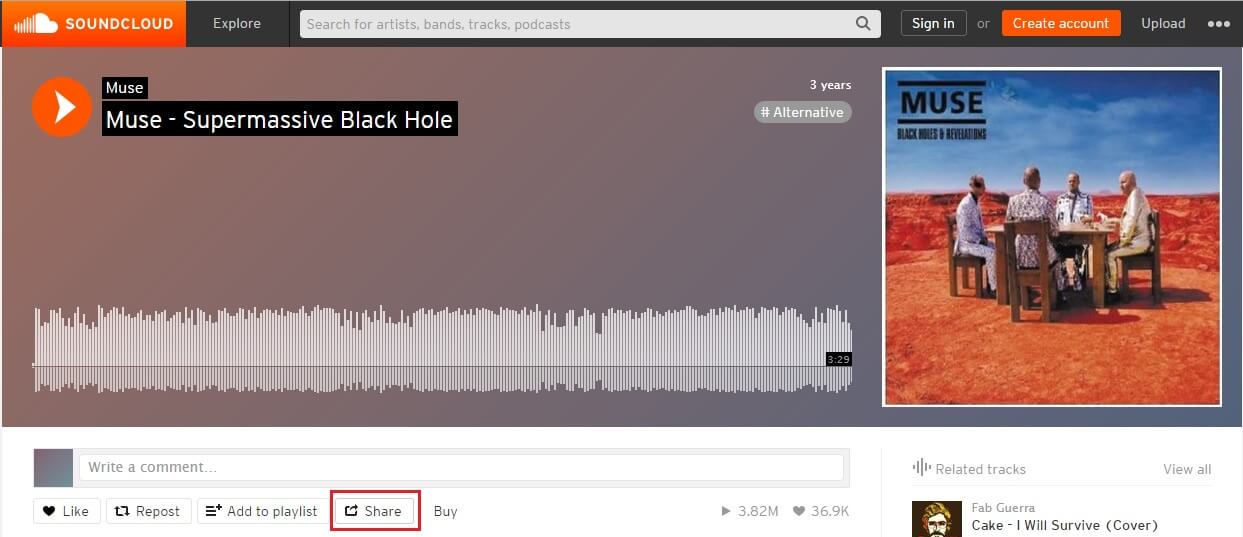 SOUNDCLOUD Explore Search for artists, bands, tracks, podcasts Sign in or Create account Upload
Muse
Muse - Supermassive Black Hole
3 years
# Alternative
MUSE
BLACK HOLES & REVELATIONS
3:29
Write a comment...
Like Repost Add to playlist Share Buy 3.82M 36.9K
Related tracks View all
Fab Guerra
Cake - I Will Survive (Cover)